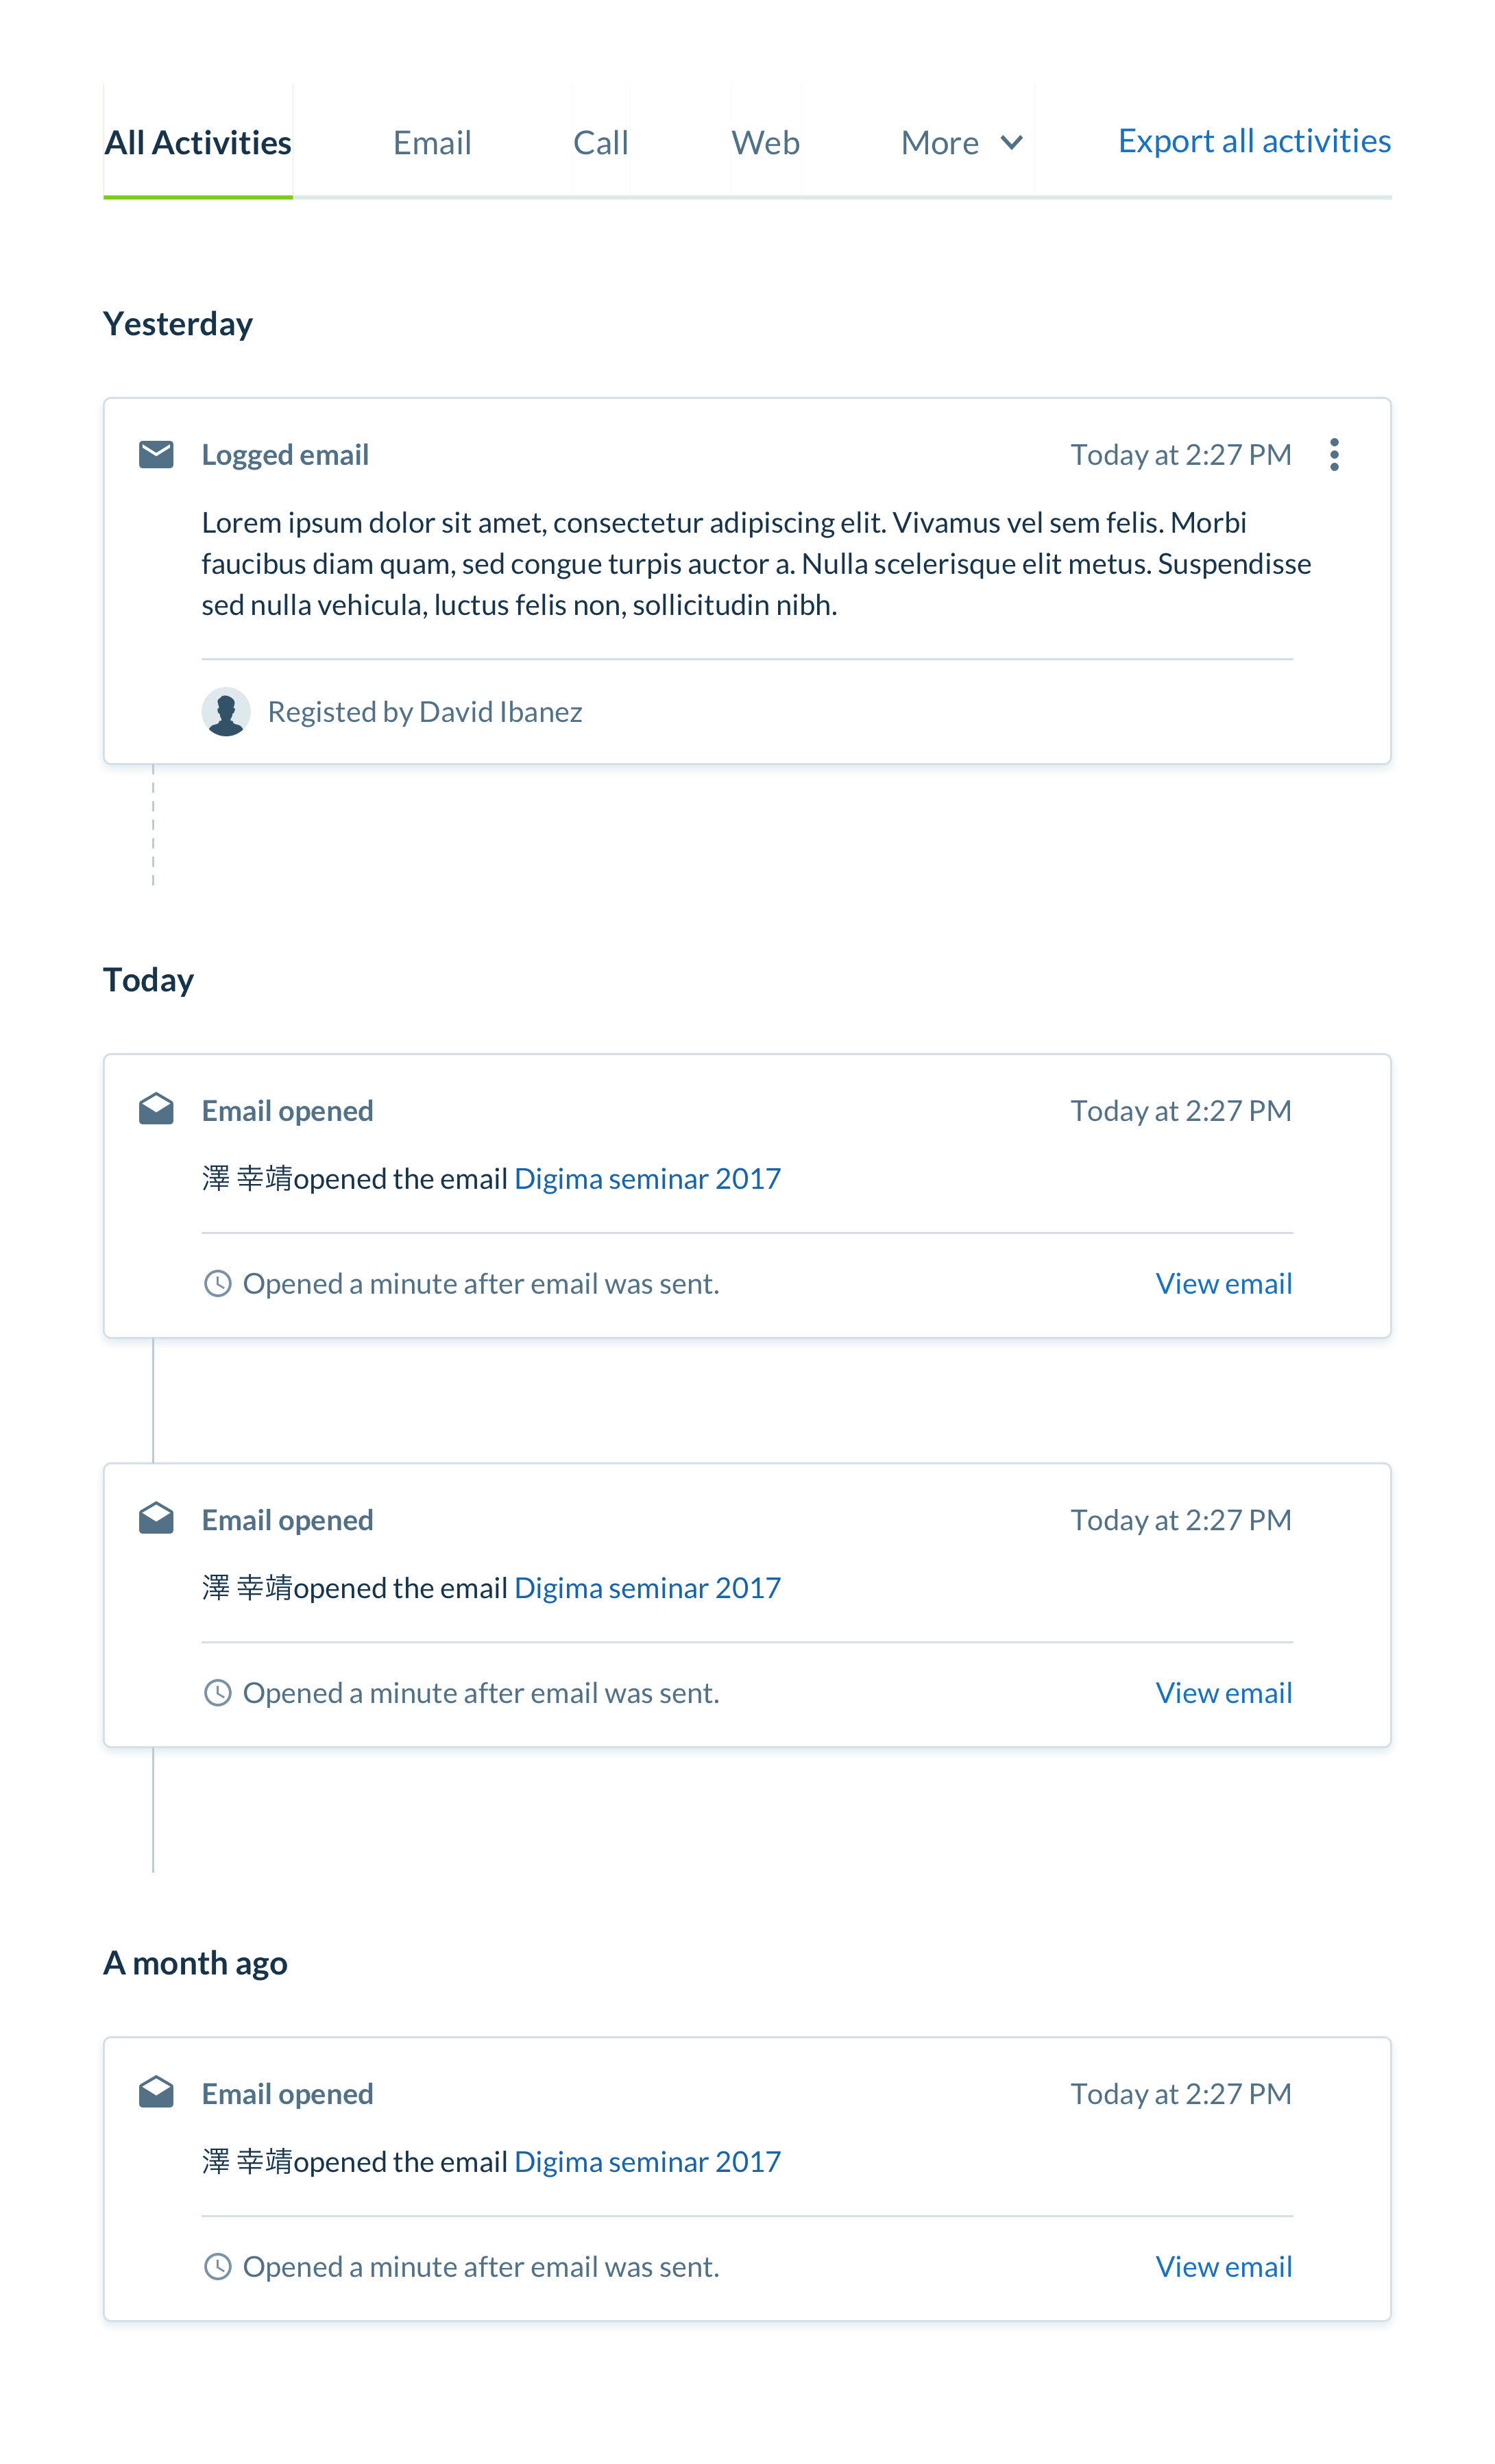 All Activities Email Call Web More Export all activities
Yesterday
Logged email Today at 2:27 PM
Lorem ipsum dolor sit amet, consectetur adipiscing elit. Vivamus vel sem felis. Morbi
faucibus diam quam, sed congue turpis auctor a. Nulla scelerisque elit metus. Suspendisse
sed nulla vehicula, luctus felis non, sollicitudin nibh.
Registed by David Ibanez
Today
Email opened Today at 2:27 PM
澤 幸靖opened the email Digima seminar 2017
Opened a minute after email was sent. View email
Email opened Today at 2:27 PM
澤 幸靖opened the email Digima seminar 2017
Opened a minute after email was sent. View email
A month ago
Email opened Today at 2:27 PM
澤 幸靖opened the email Digima seminar 2017
Opened a minute after email was sent. View email